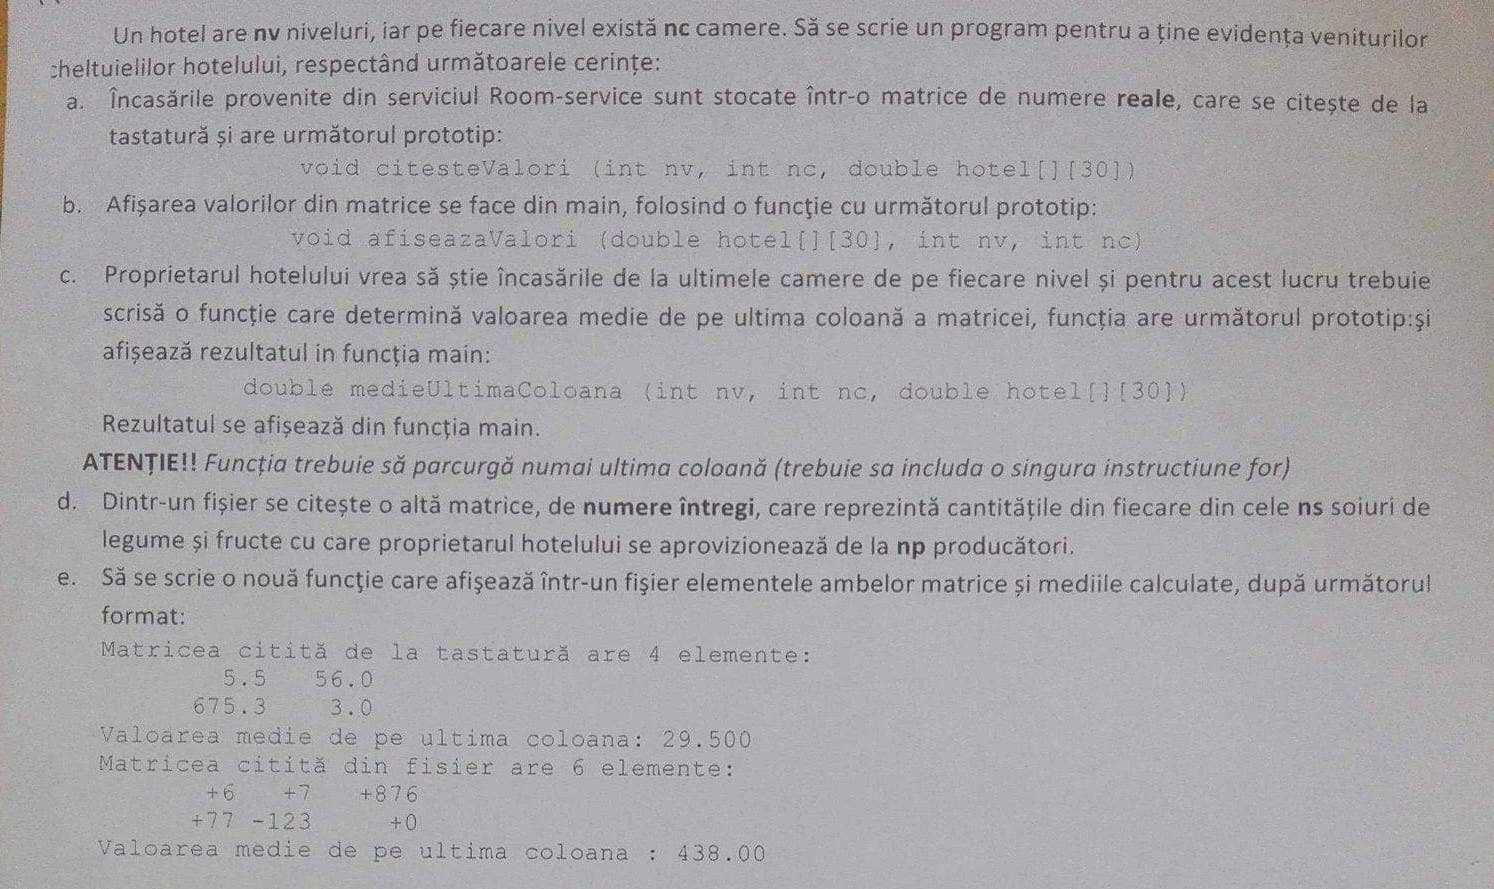 Un hotel are nv niveluri, iar pe fiecare nivel există nc camere. Să se scrie un program pentru a ține evidența veniturilor
cheltuielilor hotelului, respectând următoarele cerințe:
a. Încasările provenite din serviciul Room-service sunt stocate într-o matrice de numere reale, care se citește de la
tastatură și are următorul prototip:
void citesteValori (int nv, int nc, double hotel[][30])
b. Afișarea valorilor din matrice se face din main, folosind o funcţie cu următorul prototip:
void afiseazaValori (double hotel[][30], int nv, int nc)
c. Proprietarul hotelului vrea să știe încasările de la ultimele camere de pe fiecare nivel și pentru acest lucru trebuie
scrisă o funcție care determină valoarea medie de pe ultima coloană a matricei, funcția are următorul prototip:și
afișează rezultatul in funcția main:
double medieUltimaColoana (int nv, int nc, double hotel[][30])
Rezultatul se afișează din funcția main.
ATENȚIE!! Funcția trebuie să parcurgă numai ultima coloană (trebuie sa includa o singura instructiune for)
d. Dintr-un fișier se citește o altă matrice, de numere întregi, care reprezintă cantitățile din fiecare din cele ns soiuri de
legume și fructe cu care proprietarul hotelului se aprovizionează de la np producători.
e. Să se scrie o nouă funcţie care afişează într-un fişier elementele ambelor matrice și mediile calculate, după următorul
format:
Matricea citită de la tastatură are 4 elemente:
5.5 56.0
675.3 3.0
Valoarea medie de pe ultima coloana: 29.500
Matricea citită din fisier are 6 elemente:
+6 +7 +876
+77 -123 +0
Valoarea medie de pe ultima coloana : 438.00